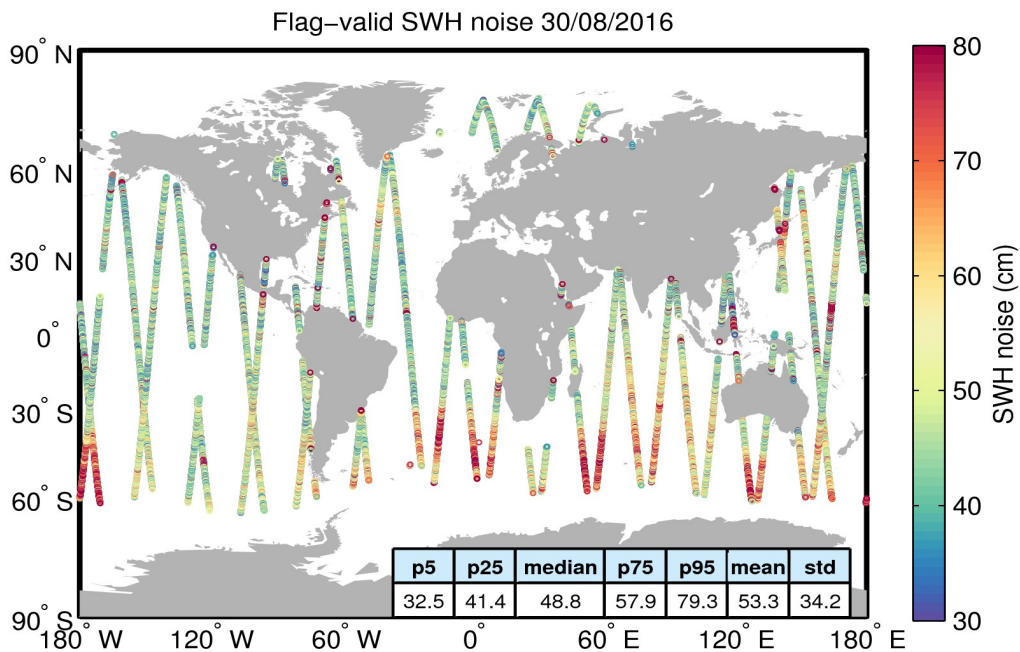 Flag−valid SWH noise 30/08/2016
90° N
60° N
30° N
0°
30° S
60° S
90° S
180° W
120° W
60° W
0°
60° E
120° E
180° E
p5 p25 median p75 p95 mean std
32.5 41.4 48.8 57.9 79.3 53.3 34.2
80
70
60
50
40
30
SWH noise (cm)